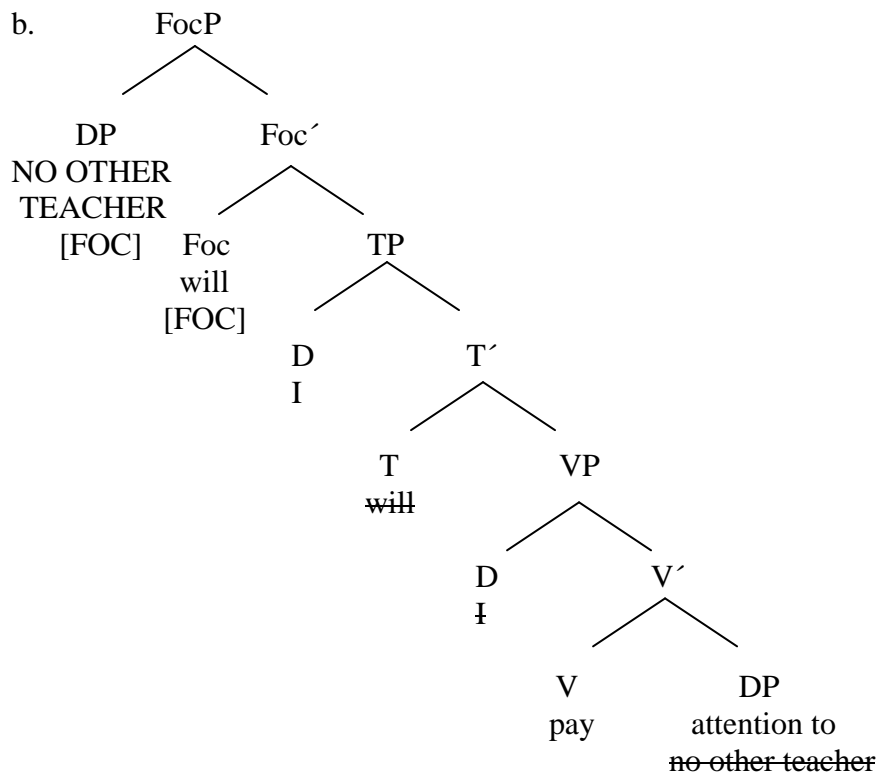 b. FocP
DP Foc´
NO OTHER
TEACHER
[FOC] Foc TP
will
[FOC]
D T´
I
T VP
will
D V´
I
V DP
pay attention to
no other teacher